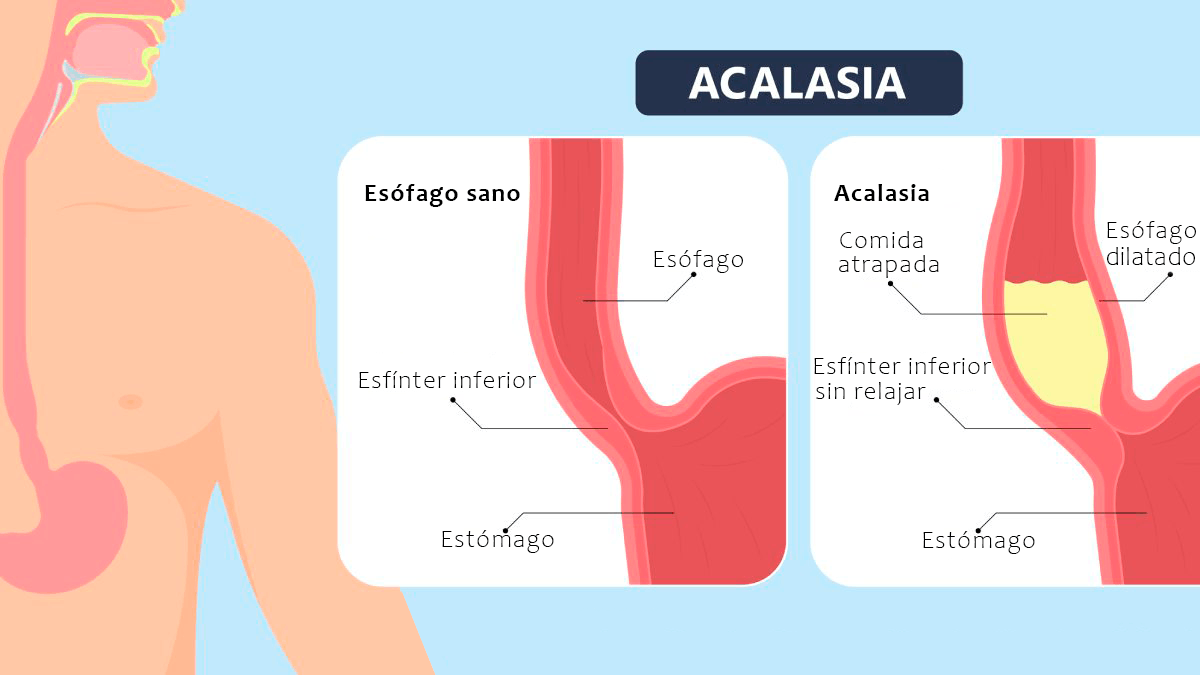 ACALASIA
Esófago sano
Esófago
Esfínter inferior
Estómago
Acalasia
Comida
atrapada
Esófago
dilatado
Esfínter inferior
sin relajar
Estómago